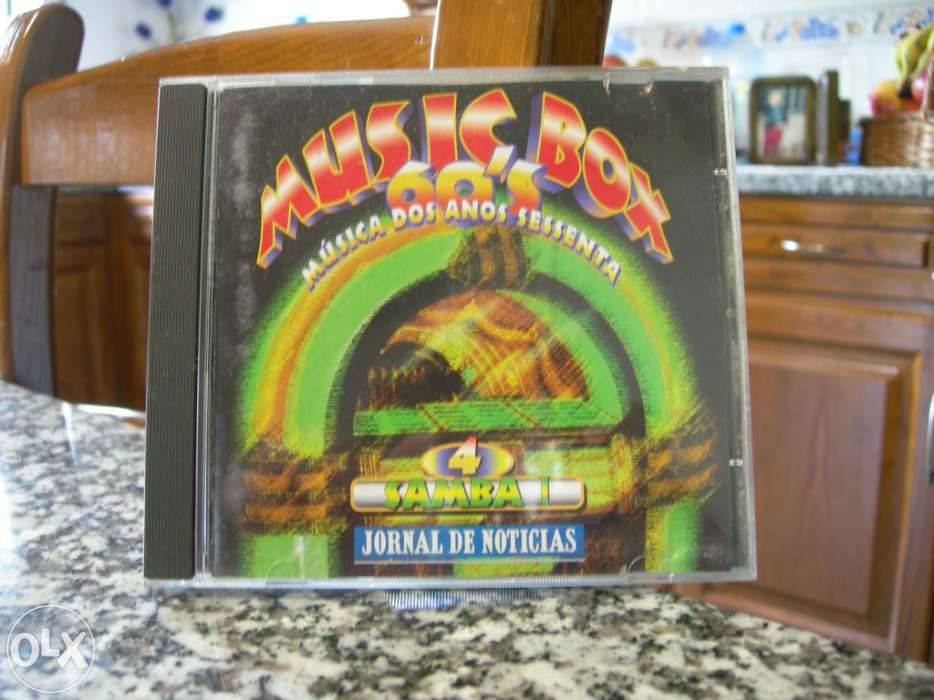 MUSIC BOX
60'S
MÚSICA DOS ANOS SESSENTA
4
SAMBA I
JORNAL DE NOTICIAS
OLX